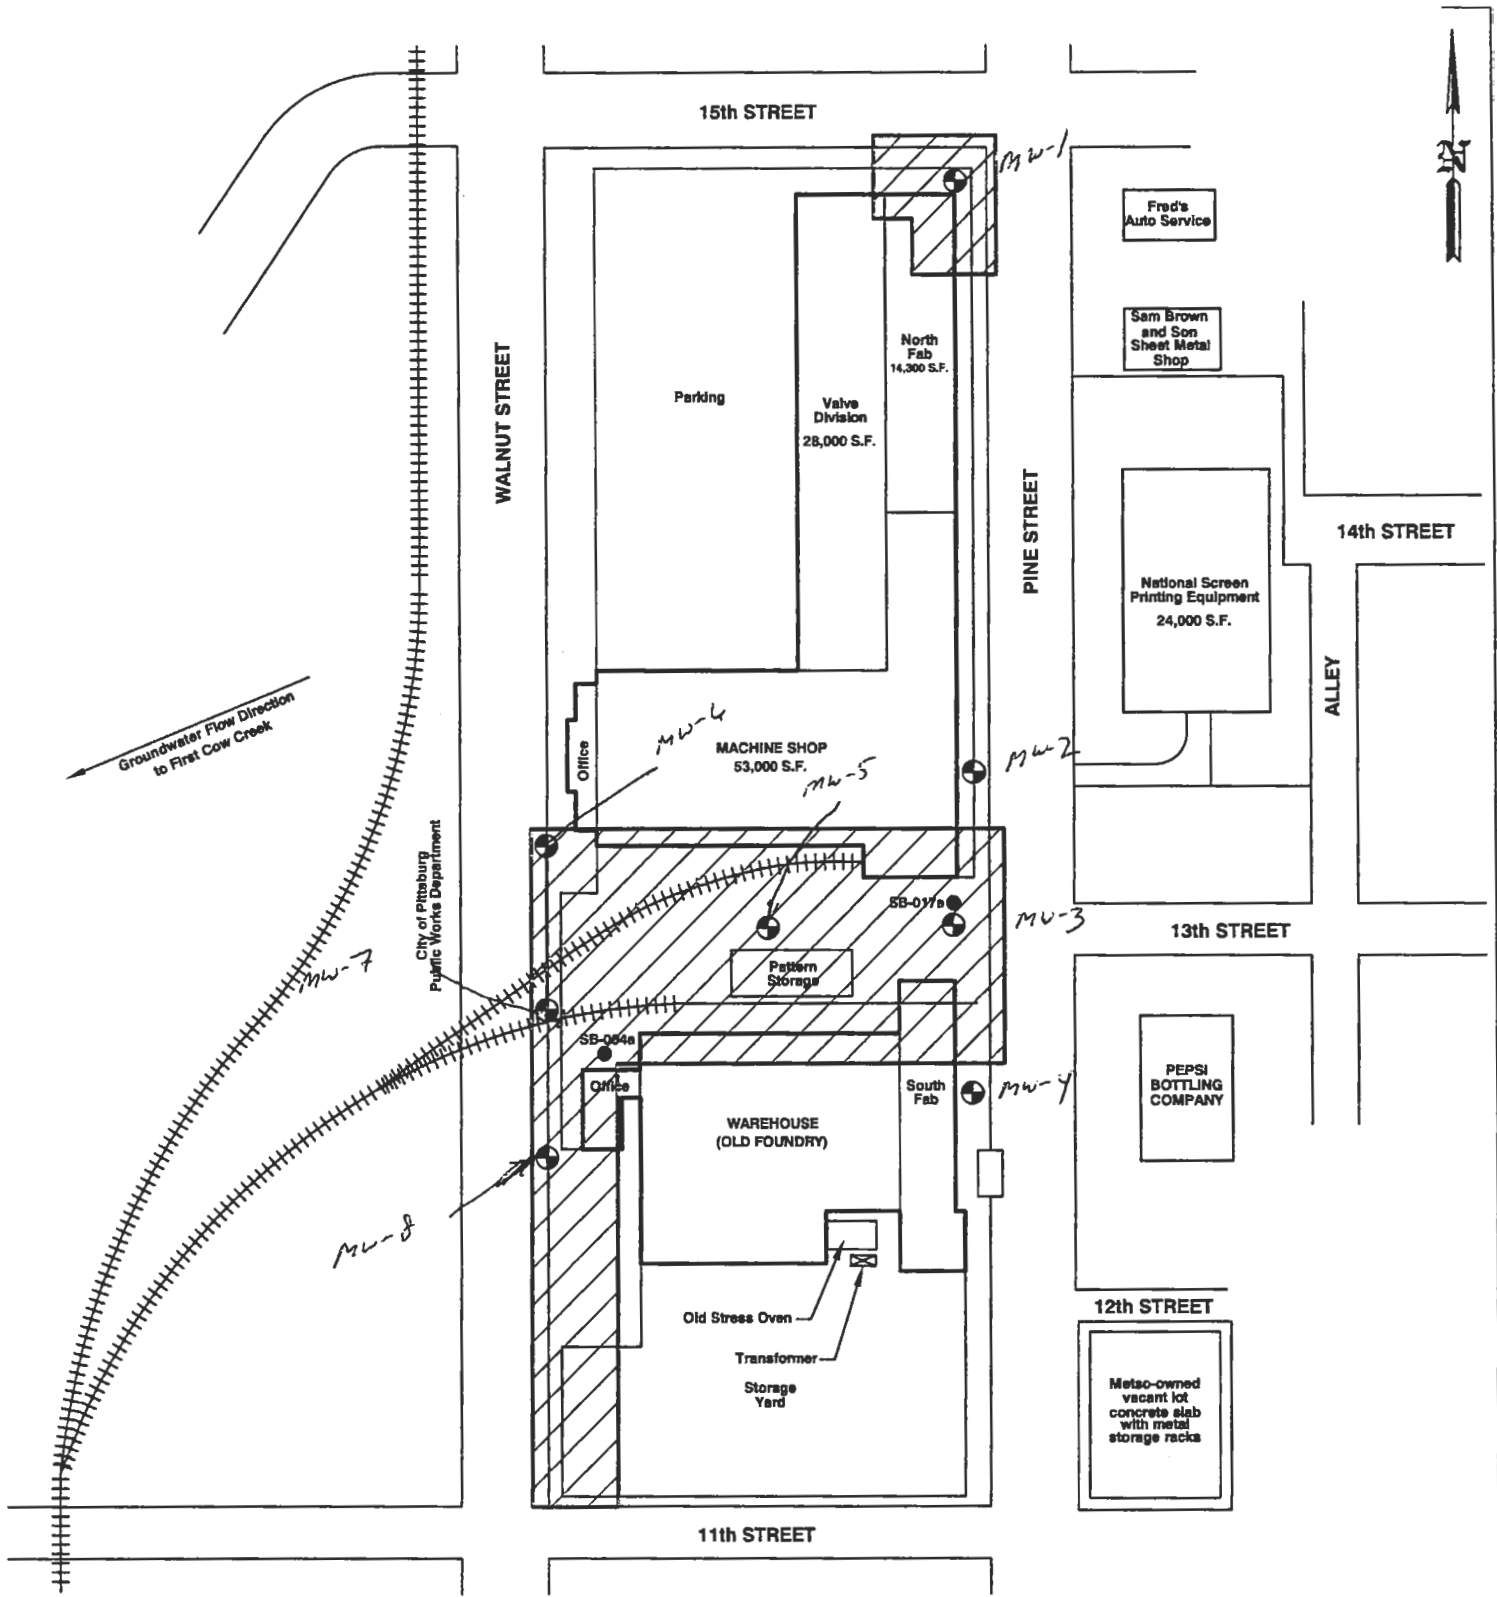 15th STREET
MW-1
N
Fred's
Auto Service
Sam Brown
and Son
Sheet Metal
Shop
North
Fab
14,300 S.F.
WALNUT STREET
Parking
Valve
Division
28,000 S.F.
PINE STREET
14th STREET
National Screen
Printing Equipment
24,000 S.F.
ALLEY
Groundwater Flow Direction
to First Cow Creek
Office
MW-6
MACHINE SHOP
53,000 S.F.
MW-5
MW-2
City of Pittsburg
Public Works Department
SB-017a
MW-3
13th STREET
MW-7
Pattern
Storage
SB-004a
Office
South
Fab
MW-4
PEPSI
BOTTLING
COMPANY
WAREHOUSE
(OLD FOUNDRY)
MW-8
12th STREET
Old Stress Oven
Transformer
Storage
Yard
Metso-owned
vacant lot
concrete slab
with metal
storage racks
11th STREET